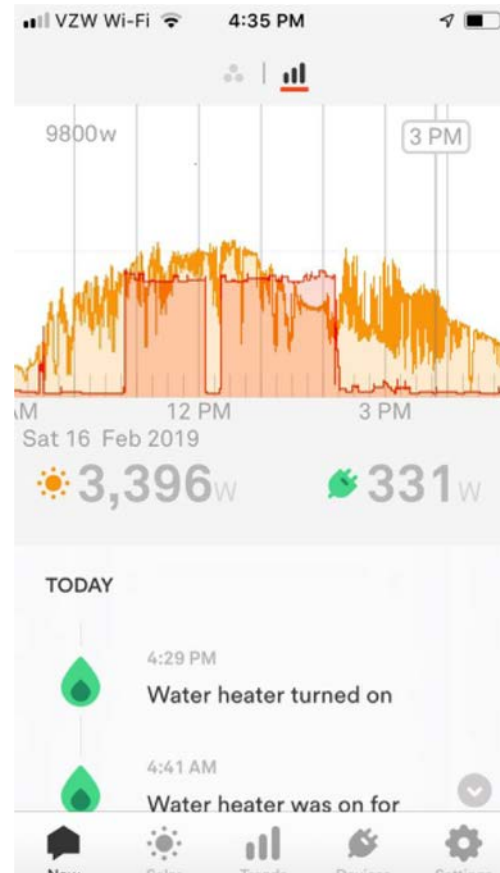 VZW Wi-Fi 4:35 PM
9800w
3 PM
AM 12 PM 3 PM
Sat 16 Feb 2019
3,396w 331w
TODAY
4:29 PM
Water heater turned on
4:41 AM
Water heater was on for